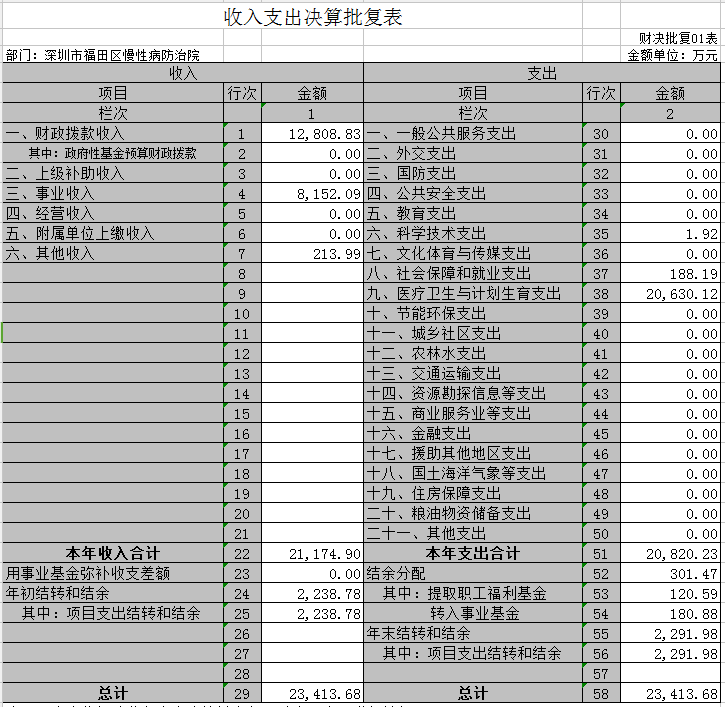 收入支出决算批复表
财决批复01表
部门：深圳市福田区慢性病防治院 金额单位：万元
收入 支出
项目 行次 金额 项目 行次 金额
栏次 1 栏次 2
一、财政拨款收入 1 12,808.83 一、一般公共服务支出 30 0.00
其中：政府性基金预算财政拨款 2 0.00 二、外交支出 31 0.00
二、上级补助收入 3 0.00 三、国防支出 32 0.00
三、事业收入 4 8,152.09 四、公共安全支出 33 0.00
四、经营收入 5 0.00 五、教育支出 34 0.00
五、附属单位上缴收入 6 0.00 六、科学技术支出 35 1.92
六、其他收入 7 213.99 七、文化体育与传媒支出 36 0.00
8 八、社会保障和就业支出 37 188.19
9 九、医疗卫生与计划生育支出 38 20,630.12
10 十、节能环保支出 39 0.00
11 十一、城乡社区支出 40 0.00
12 十二、农林水支出 41 0.00
13 十三、交通运输支出 42 0.00
14 十四、资源勘探信息等支出 43 0.00
15 十五、商业服务业等支出 44 0.00
16 十六、金融支出 45 0.00
17 十七、援助其他地区支出 46 0.00
18 十八、国土海洋气象等支出 47 0.00
19 十九、住房保障支出 48 0.00
20 二十、粮油物资储备支出 49 0.00
21 二十一、其他支出 50 0.00
本年收入合计 22 21,174.90 本年支出合计 51 20,820.23
用事业基金弥补收支差额 23 0.00 结余分配 52 301.47
年初结转和结余 24 2,238.78 其中：提取职工福利基金 53 120.59
其中：项目支出结转和结余 25 2,238.78 转入事业基金 54 180.88
26 年末结转和结余 55 2,291.98
27 其中：项目支出结转和结余 56 2,291.98
28 57
总计 29 23,413.68 总计 58 23,413.68